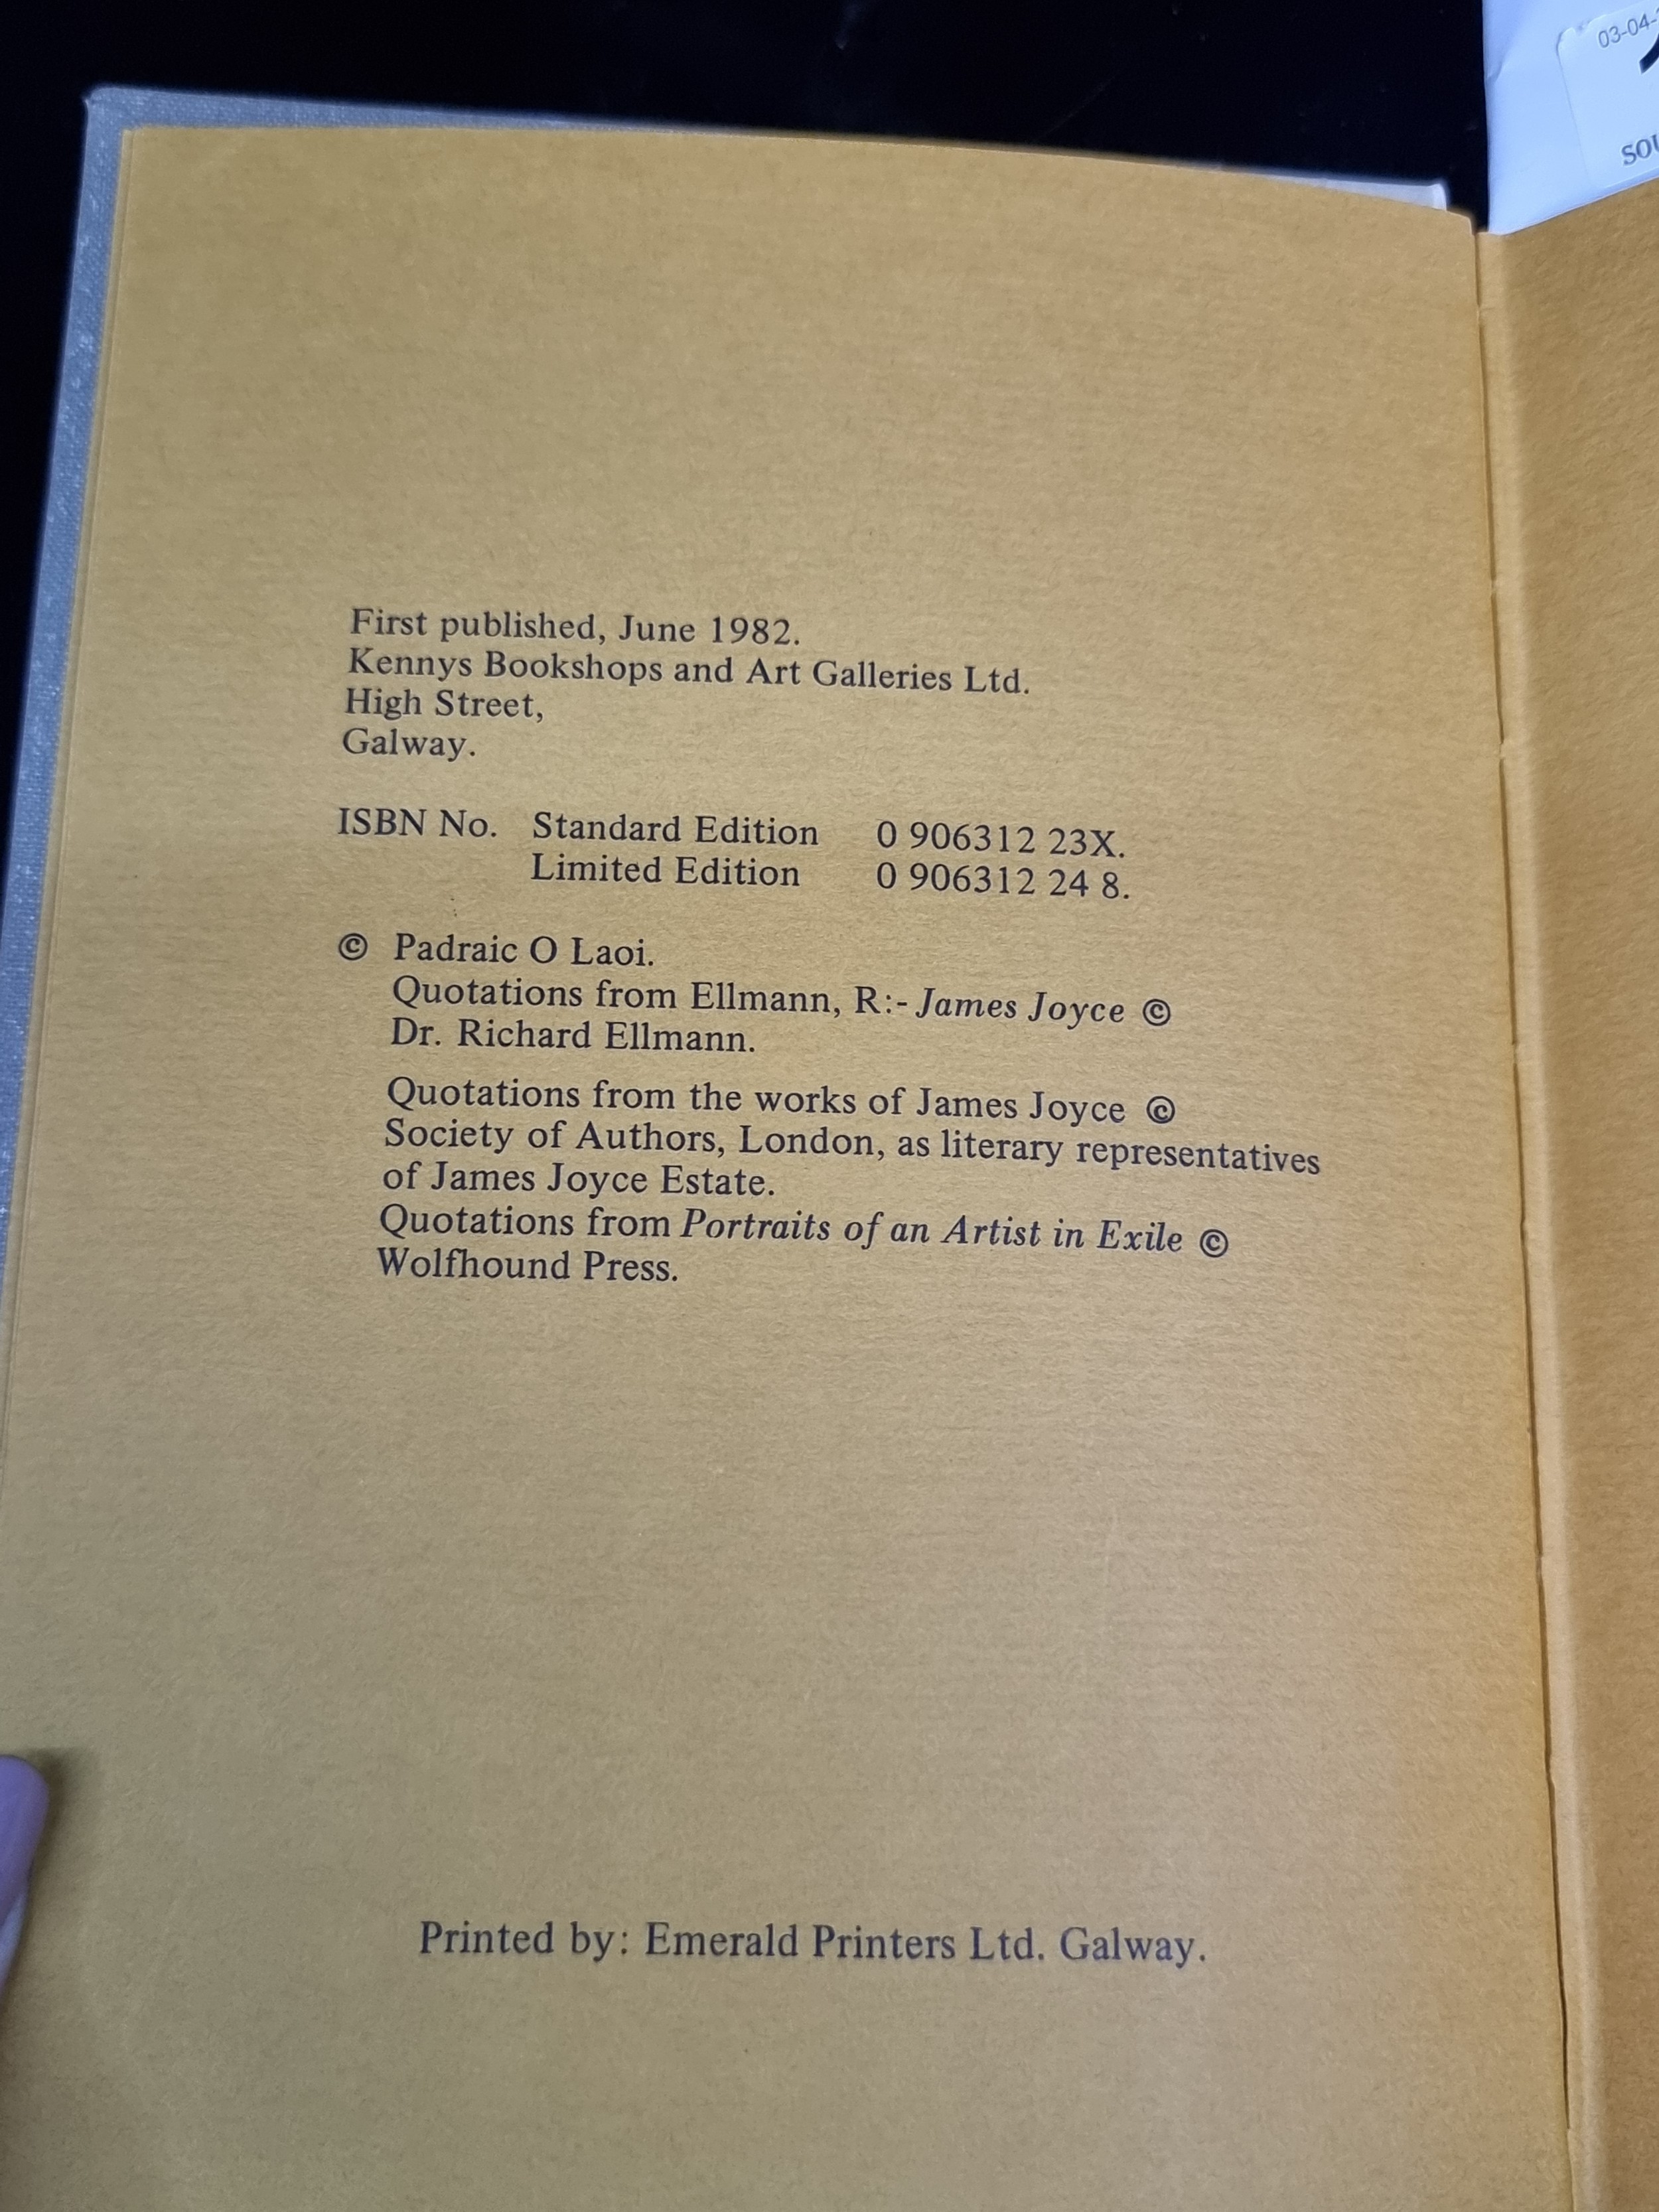 03-04-
SOU
First published, June 1982.
Kennys Bookshops and Art Galleries Ltd.
High Street,
Galway.
ISBN No. Standard Edition 0 906312 23X.
Limited Edition 0 906312 24 8.
© Padraic O Laoi.
Quotations from Ellmann, R:- James Joyce ©
Dr. Richard Ellmann.
Quotations from the works of James Joyce ©
Society of Authors, London, as literary representatives
of James Joyce Estate.
Quotations from Portraits of an Artist in Exile ©
Wolfhound Press.
Printed by: Emerald Printers Ltd. Galway.